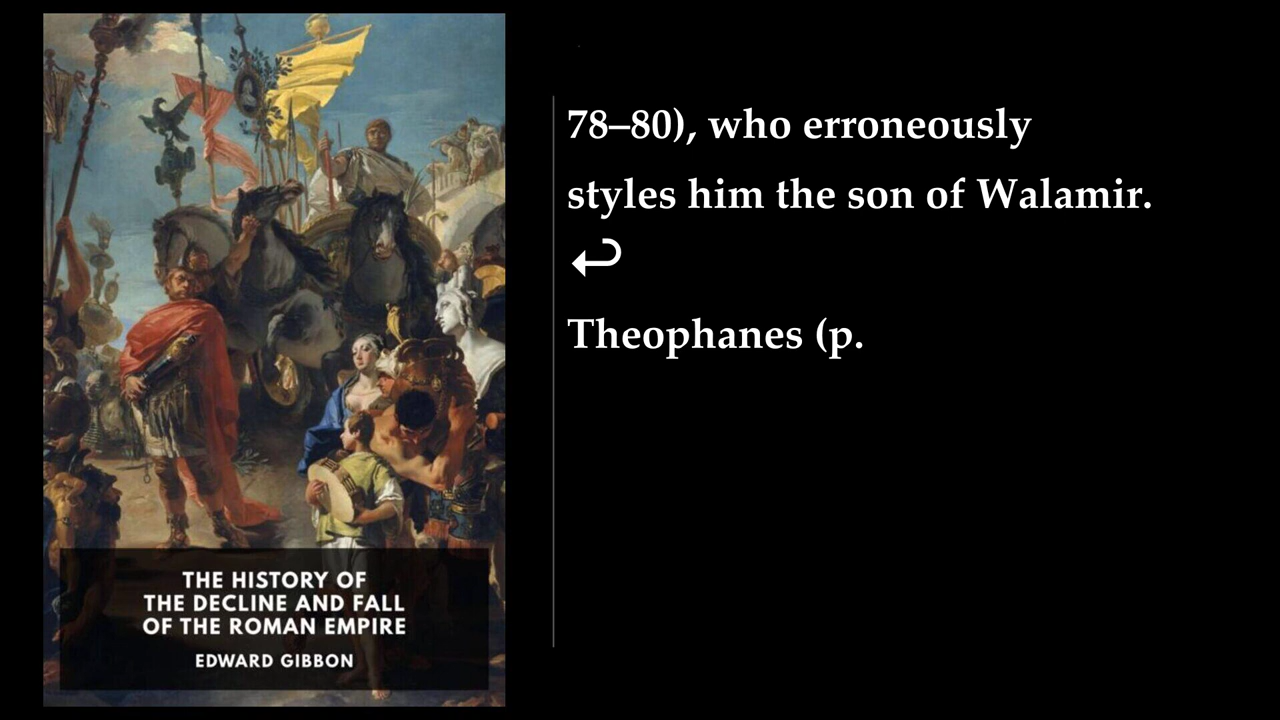 THE HISTORY OF
THE DECLINE AND FALL
OF THE ROMAN EMPIRE
EDWARD GIBBON
78–80), who erroneously
styles him the son of Walamir.
↩
Theophanes (p.